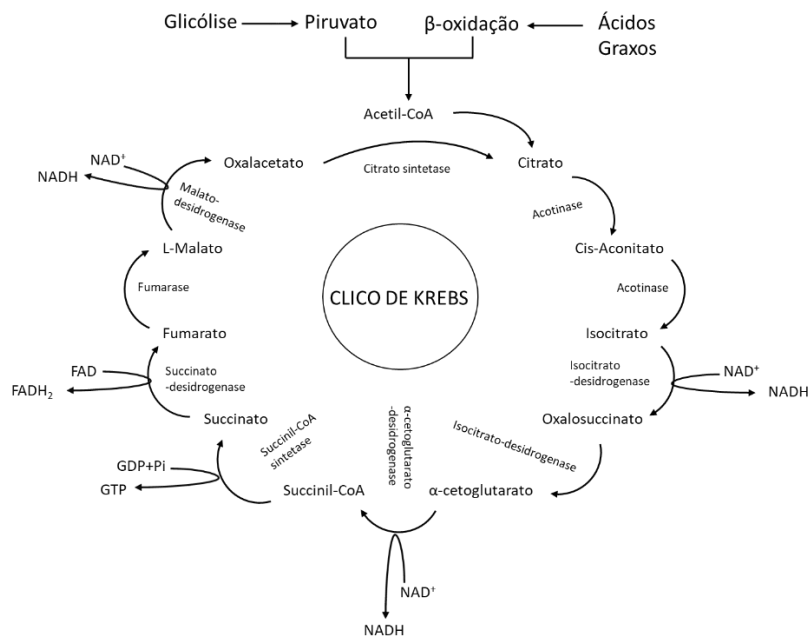 Glicólise
Piruvato
β-oxidação
Ácidos
Graxos
Acetil-CoA
Oxalacetato
Citrato sintetase
Citrato
NAD⁺
NADH
Malato-
desidrogenase
Acotinase
L-Malato
Cis-Aconitato
Fumarase
CLICO DE KREBS
Acotinase
Fumarato
Isocitrato
FAD
FADH₂
Succinato
-desidrogenase
Isocitrato
-desidrogenase
NAD⁺
NADH
Succinato
Oxalosuccinato
Succinil-CoA
sintetase
α-cetoglutarato
-desidrogenase
Isocitrato-desidrogenase
GDP+Pi
GTP
Succinil-CoA
α-cetoglutarato
NAD⁺
NADH